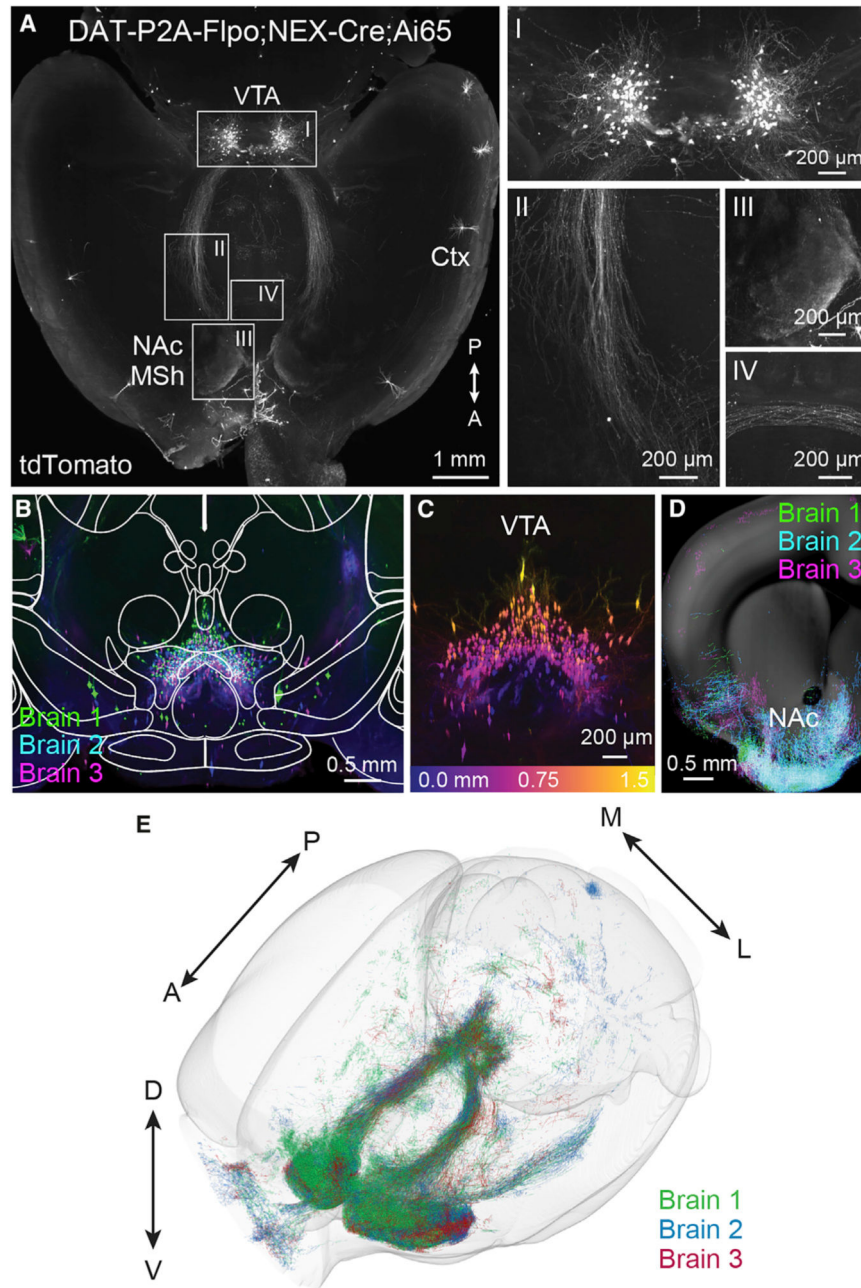 A
DAT-P2A-Flpo;NEX-Cre;Ai65
VTA
I
II
IV
III
Ctx
NAc
MSh
P
A
tdTomato
1 mm
I
200 µm
II
200 µm
III
200 µm
IV
200 µm
B
Brain 1
Brain 2
Brain 3
0.5 mm
C
VTA
200 µm
0.0 mm 0.75 1.5
D
Brain 1
Brain 2
Brain 3
NAc
0.5 mm
E
P
A
M
L
D
V
Brain 1
Brain 2
Brain 3